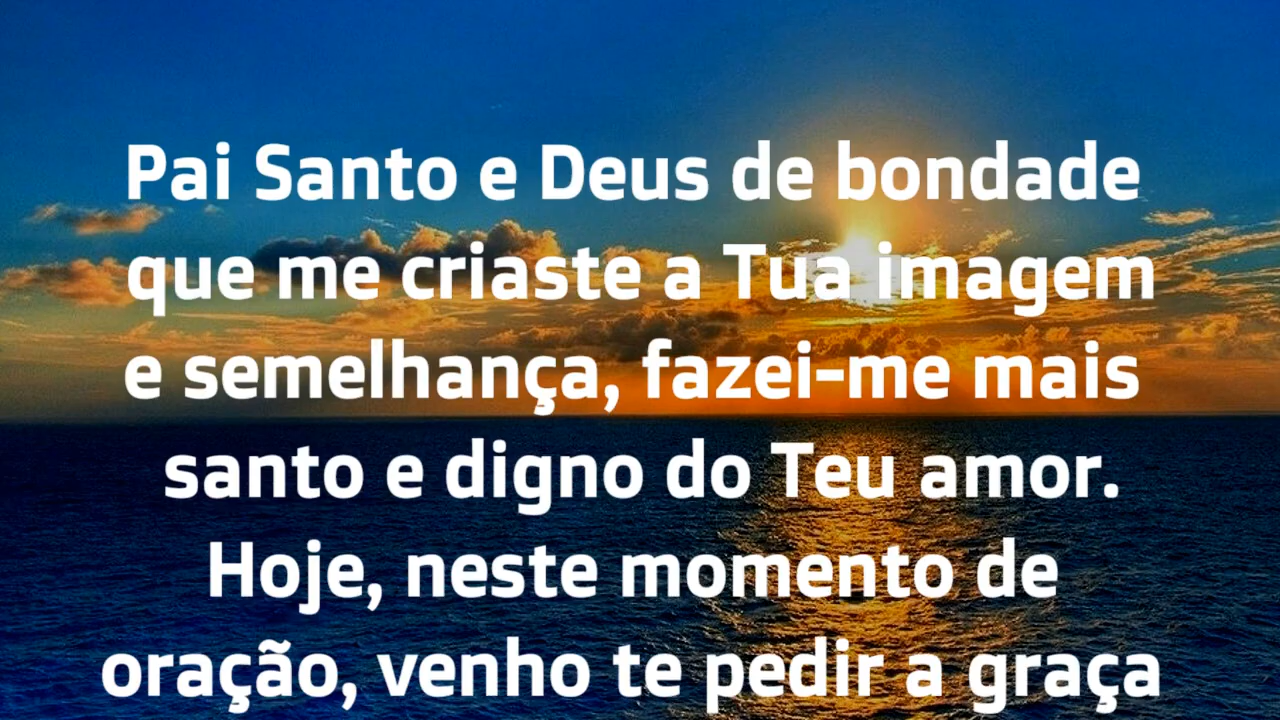 Pai Santo e Deus de bondade
que me criaste a Tua imagem
e semelhança, fazei-me mais
santo e digno do Teu amor.
Hoje, neste momento de
oração, venho te pedir a graça